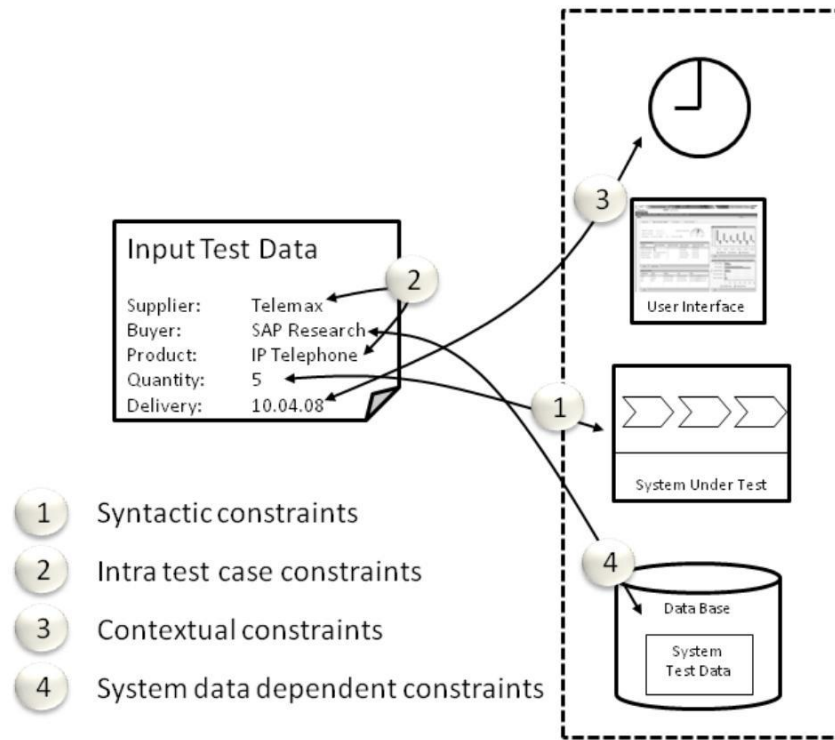 Input Test Data
Supplier: Telemax
Buyer: SAP Research
Product: IP Telephone
Quantity: 5
Delivery: 10.04.08
2
3
User Interface
1
System Under Test
4
Data Base
System
Test Data
1 Syntactic constraints
2 Intra test case constraints
3 Contextual constraints
4 System data dependent constraints